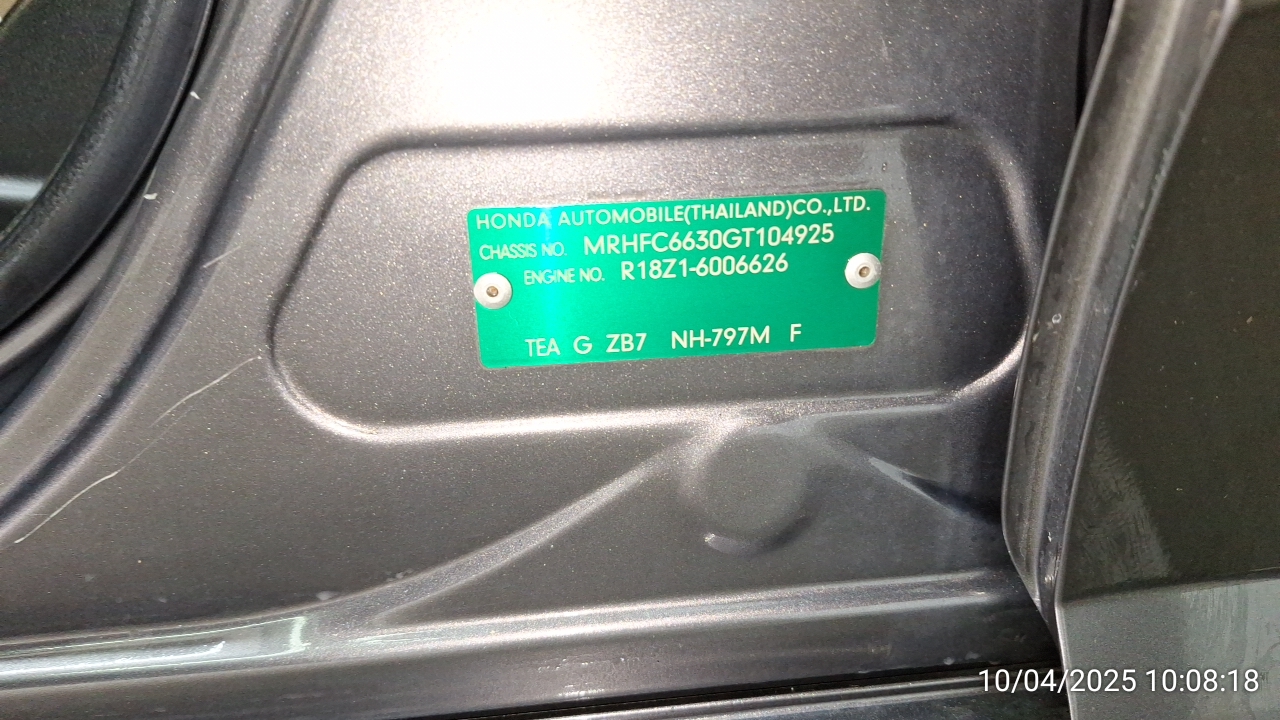 HONDA AUTOMOBILE(THAILAND)CO.,LTD.
CHASSIS NO. MRHFC6630GT104925
ENGINE NO. R18Z1-6006626
TEA G ZB7 NH-797M F
10/04/2025 10:08:18